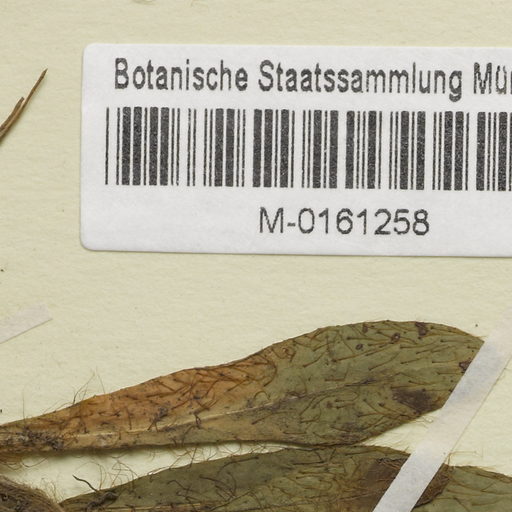 Botanische Staatssammlung Mün
M-0161258